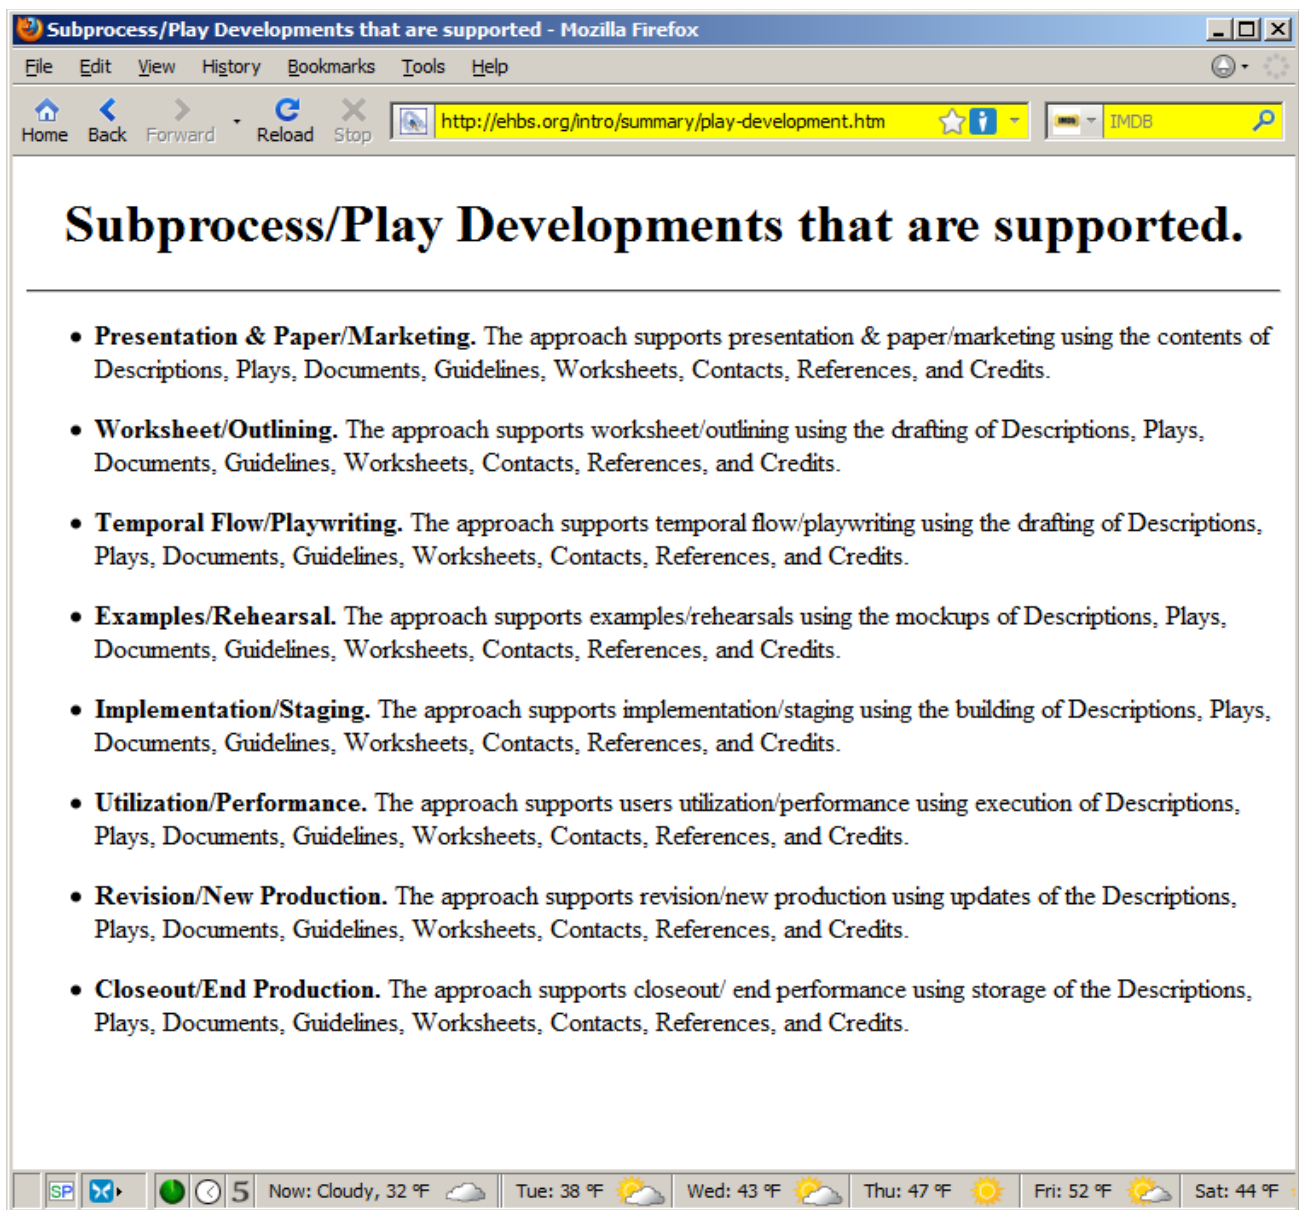 Subprocess/Play Developments that are supported - Mozilla Firefox
File Edit View History Bookmarks Tools Help
Home Back Forward Reload Stop http://ehbs.org/intro/summary/play-development.htm IMDB
Subprocess/Play Developments that are supported.
• Presentation & Paper/Marketing. The approach supports presentation & paper/marketing using the contents of
Descriptions, Plays, Documents, Guidelines, Worksheets, Contacts, References, and Credits.
• Worksheet/Outlining. The approach supports worksheet/outlining using the drafting of Descriptions, Plays,
Documents, Guidelines, Worksheets, Contacts, References, and Credits.
• Temporal Flow/Playwriting. The approach supports temporal flow/playwriting using the drafting of Descriptions,
Plays, Documents, Guidelines, Worksheets, Contacts, References, and Credits.
• Examples/Rehearsal. The approach supports examples/rehearsals using the mockups of Descriptions, Plays,
Documents, Guidelines, Worksheets, Contacts, References, and Credits.
• Implementation/Staging. The approach supports implementation/staging using the building of Descriptions, Plays,
Documents, Guidelines, Worksheets, Contacts, References, and Credits.
• Utilization/Performance. The approach supports users utilization/performance using execution of Descriptions,
Plays, Documents, Guidelines, Worksheets, Contacts, References, and Credits.
• Revision/New Production. The approach supports revision/new production using updates of the Descriptions,
Plays, Documents, Guidelines, Worksheets, Contacts, References, and Credits.
• Closeout/End Production. The approach supports closeout/ end performance using storage of the Descriptions,
Plays, Documents, Guidelines, Worksheets, Contacts, References, and Credits.
SP 5 Now: Cloudy, 32 °F Tue: 38 °F Wed: 43 °F Thu: 47 °F Fri: 52 °F Sat: 44 °F